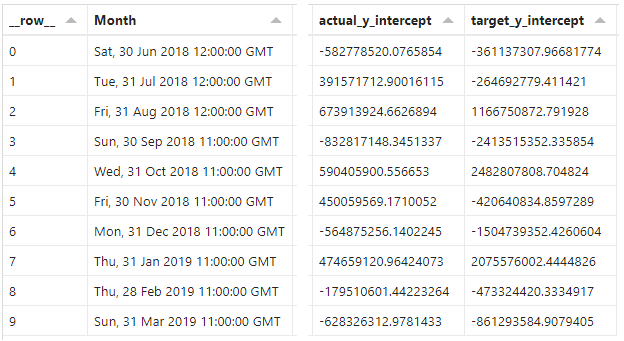 __row__ Month actual_y_intercept target_y_intercept
0 Sat, 30 Jun 2018 12:00:00 GMT -582778520.0765854 -361137307.96681774
1 Tue, 31 Jul 2018 12:00:00 GMT 391571712.90016115 -264692779.411421
2 Fri, 31 Aug 2018 12:00:00 GMT 673913924.6626894 1166750872.791928
3 Sun, 30 Sep 2018 11:00:00 GMT -832817148.3451337 -2413515352.335854
4 Wed, 31 Oct 2018 11:00:00 GMT 590405900.556653 2482807808.704824
5 Fri, 30 Nov 2018 11:00:00 GMT 450059569.1710052 -420640834.8597289
6 Mon, 31 Dec 2018 11:00:00 GMT -564875256.1402245 -1504739352.4260604
7 Thu, 31 Jan 2019 11:00:00 GMT 474659120.96424073 2075576002.4444826
8 Thu, 28 Feb 2019 11:00:00 GMT -179510601.44223264 -473324420.3334917
9 Sun, 31 Mar 2019 11:00:00 GMT -628326312.9781433 -861293584.9079405